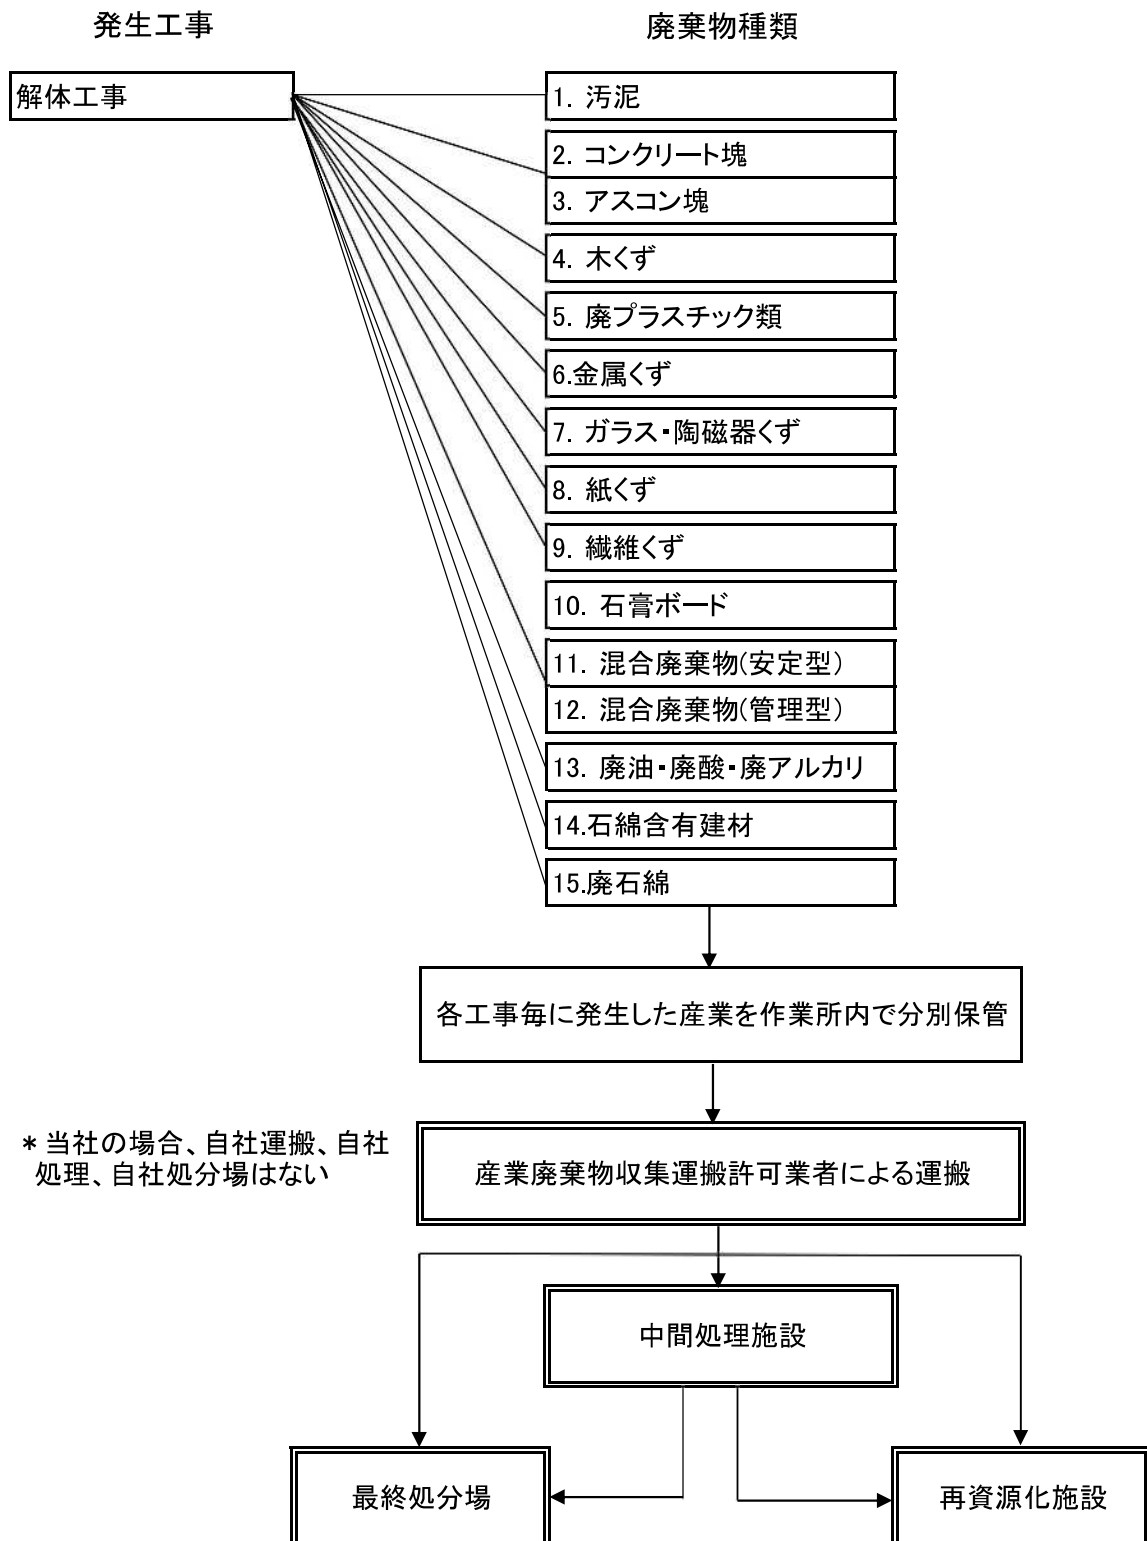 発生工事
廃棄物種類
解体工事
1. 汚泥
2. コンクリート塊
3. アスコン塊
4. 木くず
5. 廃プラスチック類
6.金属くず
7. ガラス・陶磁器くず
8. 紙くず
9. 繊維くず
10. 石膏ボード
11. 混合廃棄物(安定型)
12. 混合廃棄物(管理型)
13. 廃油・廃酸・廃アルカリ
14.石綿含有建材
15.廃石綿
各工事毎に発生した産業を作業所内で分別保管
* 当社の場合、自社運搬、自社
処理、自社処分場はない
産業廃棄物収集運搬許可業者による運搬
中間処理施設
最終処分場
再資源化施設